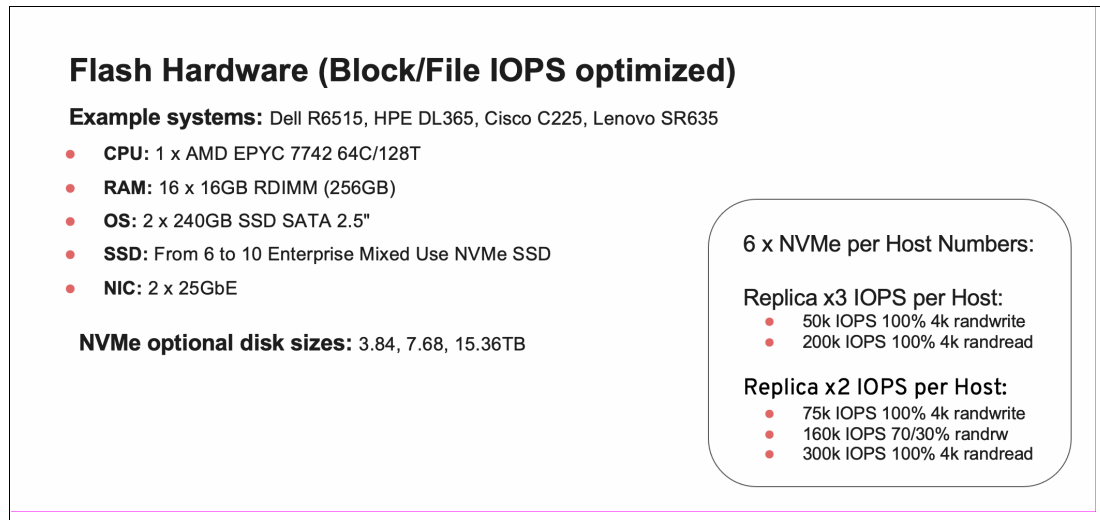 Flash Hardware (Block/File IOPS optimized)
Example systems: Dell R6515, HPE DL365, Cisco C225, Lenovo SR635
CPU: 1 x AMD EPYC 7742 64C/128T
RAM: 16 x 16GB RDIMM (256GB)
OS: 2 x 240GB SSD SATA 2.5"
SSD: From 6 to 10 Enterprise Mixed Use NVMe SSD
NIC: 2 x 25GbE
NVMe optional disk sizes: 3.84, 7.68, 15.36TB
6 x NVMe per Host Numbers:
Replica x3 IOPS per Host:
50k IOPS 100% 4k randwrite
200k IOPS 100% 4k randread
Replica x2 IOPS per Host:
75k IOPS 100% 4k randwrite
160k IOPS 70/30% randrw
300k IOPS 100% 4k randread